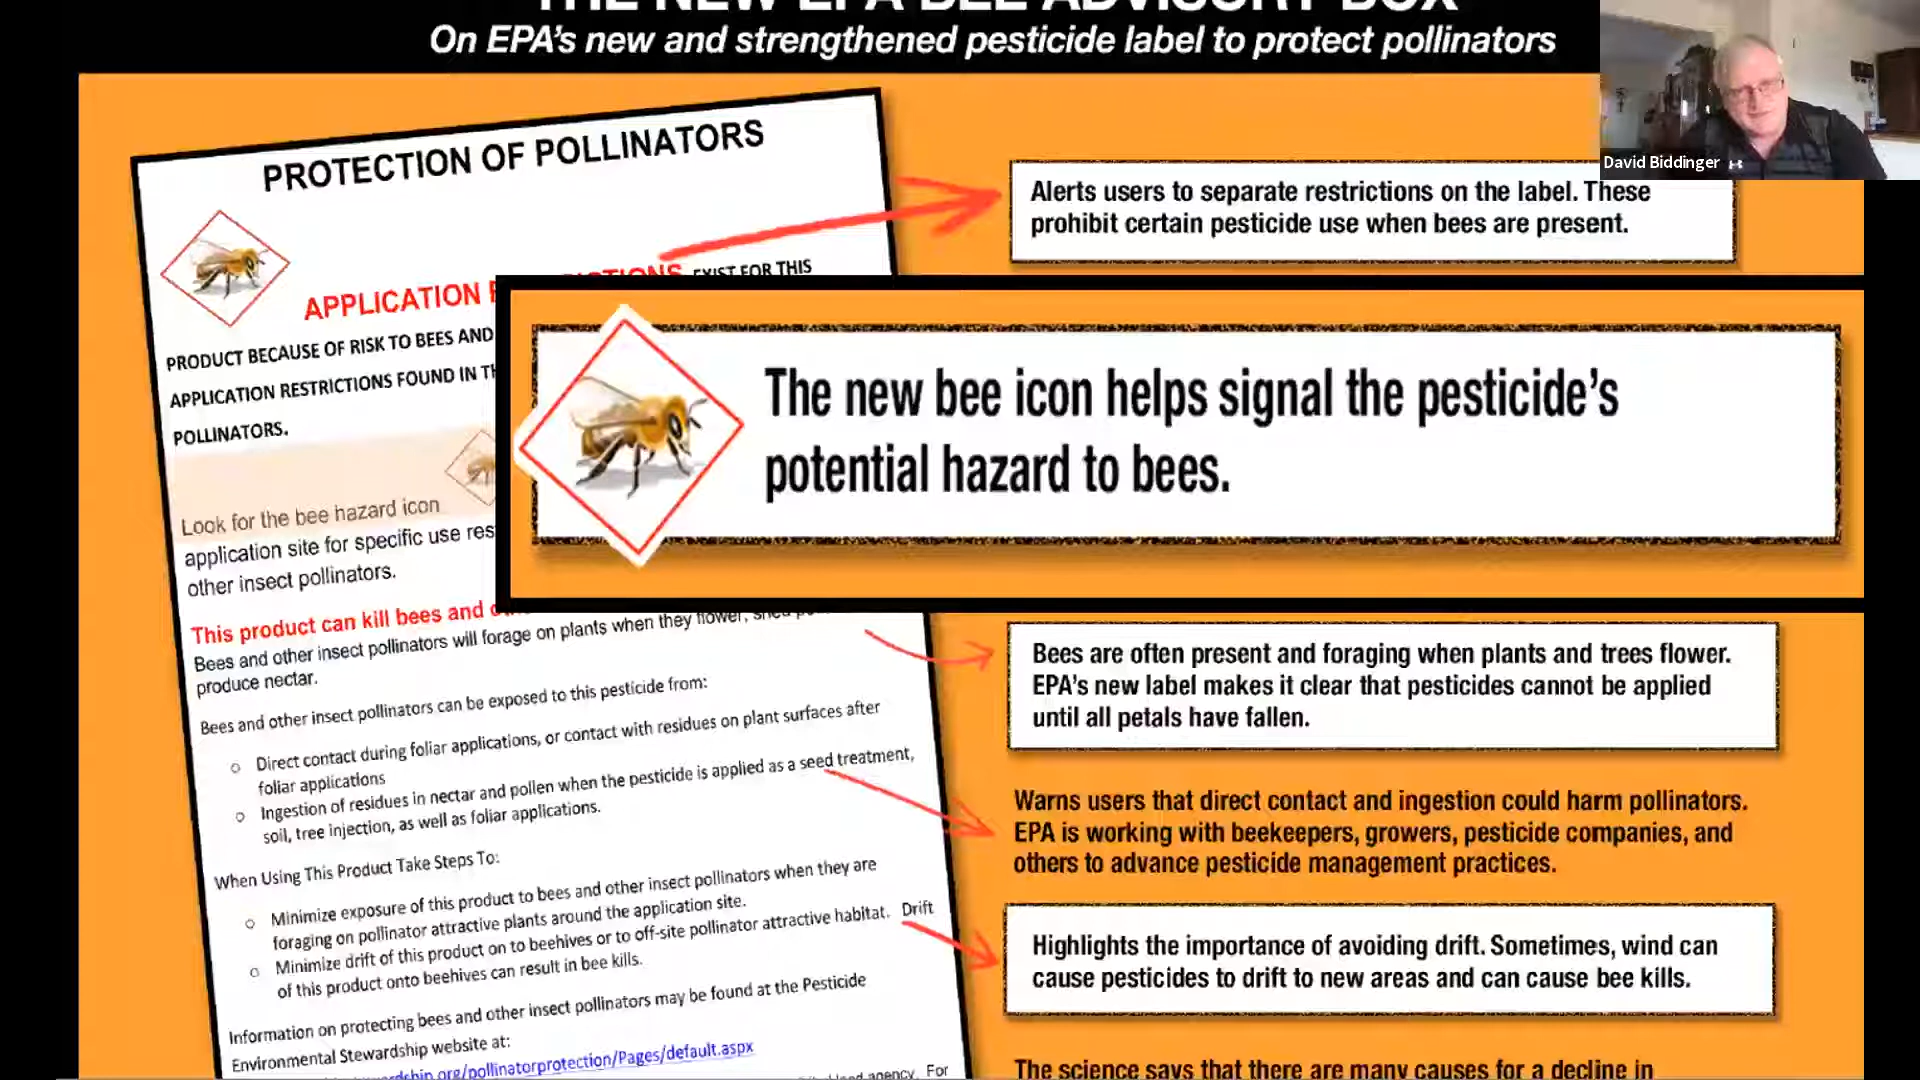 THE NEW EPA BEE ADVISORY BOX
On EPA's new and strengthened pesticide label to protect pollinators
David Biddinger
PROTECTION OF POLLINATORS
APPLICATION
EXIST FOR THIS
PRODUCT BECAUSE OF RISK TO BEES AND
APPLICATION RESTRICTIONS FOUND IN
POLLINATORS.
Look for the bee hazard icon
application site for specific use
other insect pollinators.
This product can kill bees and
Bees and other insect pollinators will forage on plants when they flower, shed
produce nectar.
Bees and other insect pollinators can be exposed to this pesticide from:
○ Direct contact during foliar applications, or contact with residues on plant surfaces after
foliar applications
○ Ingestion of residues in nectar and pollen when the pesticide is applied as a seed treatment,
soil, tree injection, as well as foliar applications.
When Using This Product Take Steps To:
○ Minimize exposure of this product to bees and other insect pollinators when they are
foraging on pollinator attractive plants around the application site.
○ Minimize drift of this product on to beehives or to off-site pollinator attractive habitat. Drift
of this product onto beehives can result in bee kills.
Information on protecting bees and other insect pollinators may be found at the Pesticide
Environmental Stewardship website at:
.org/pollinatorprotection/Pages/default.aspx
agency. For
Alerts users to separate restrictions on the label. These
prohibit certain pesticide use when bees are present.
The new bee icon helps signal the pesticide's
potential hazard to bees.
Bees are often present and foraging when plants and trees flower.
EPA's new label makes it clear that pesticides cannot be applied
until all petals have fallen.
Warns users that direct contact and ingestion could harm pollinators.
EPA is working with beekeepers, growers, pesticide companies, and
others to advance pesticide management practices.
Highlights the importance of avoiding drift. Sometimes, wind can
cause pesticides to drift to new areas and can cause bee kills.
The science says that there are many causes for a decline in